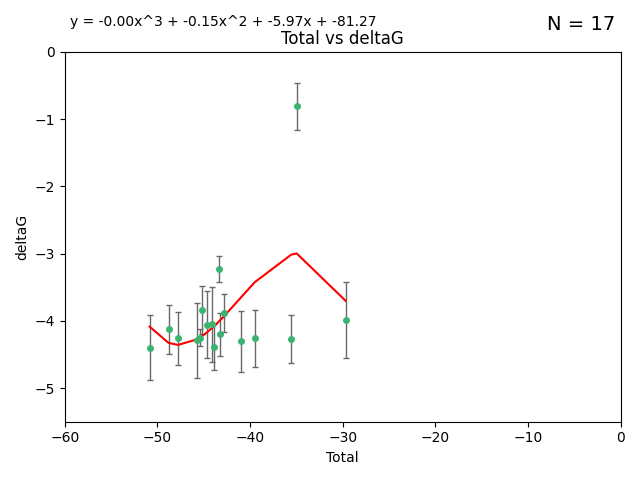 y = -0.00x^3 + -0.15x^2 + -5.97x + -81.27
N = 17
Total vs deltaG
0
−1
−2
−3
−4
−5
deltaG
−60
−50
−40
−30
−20
−10
0
Total